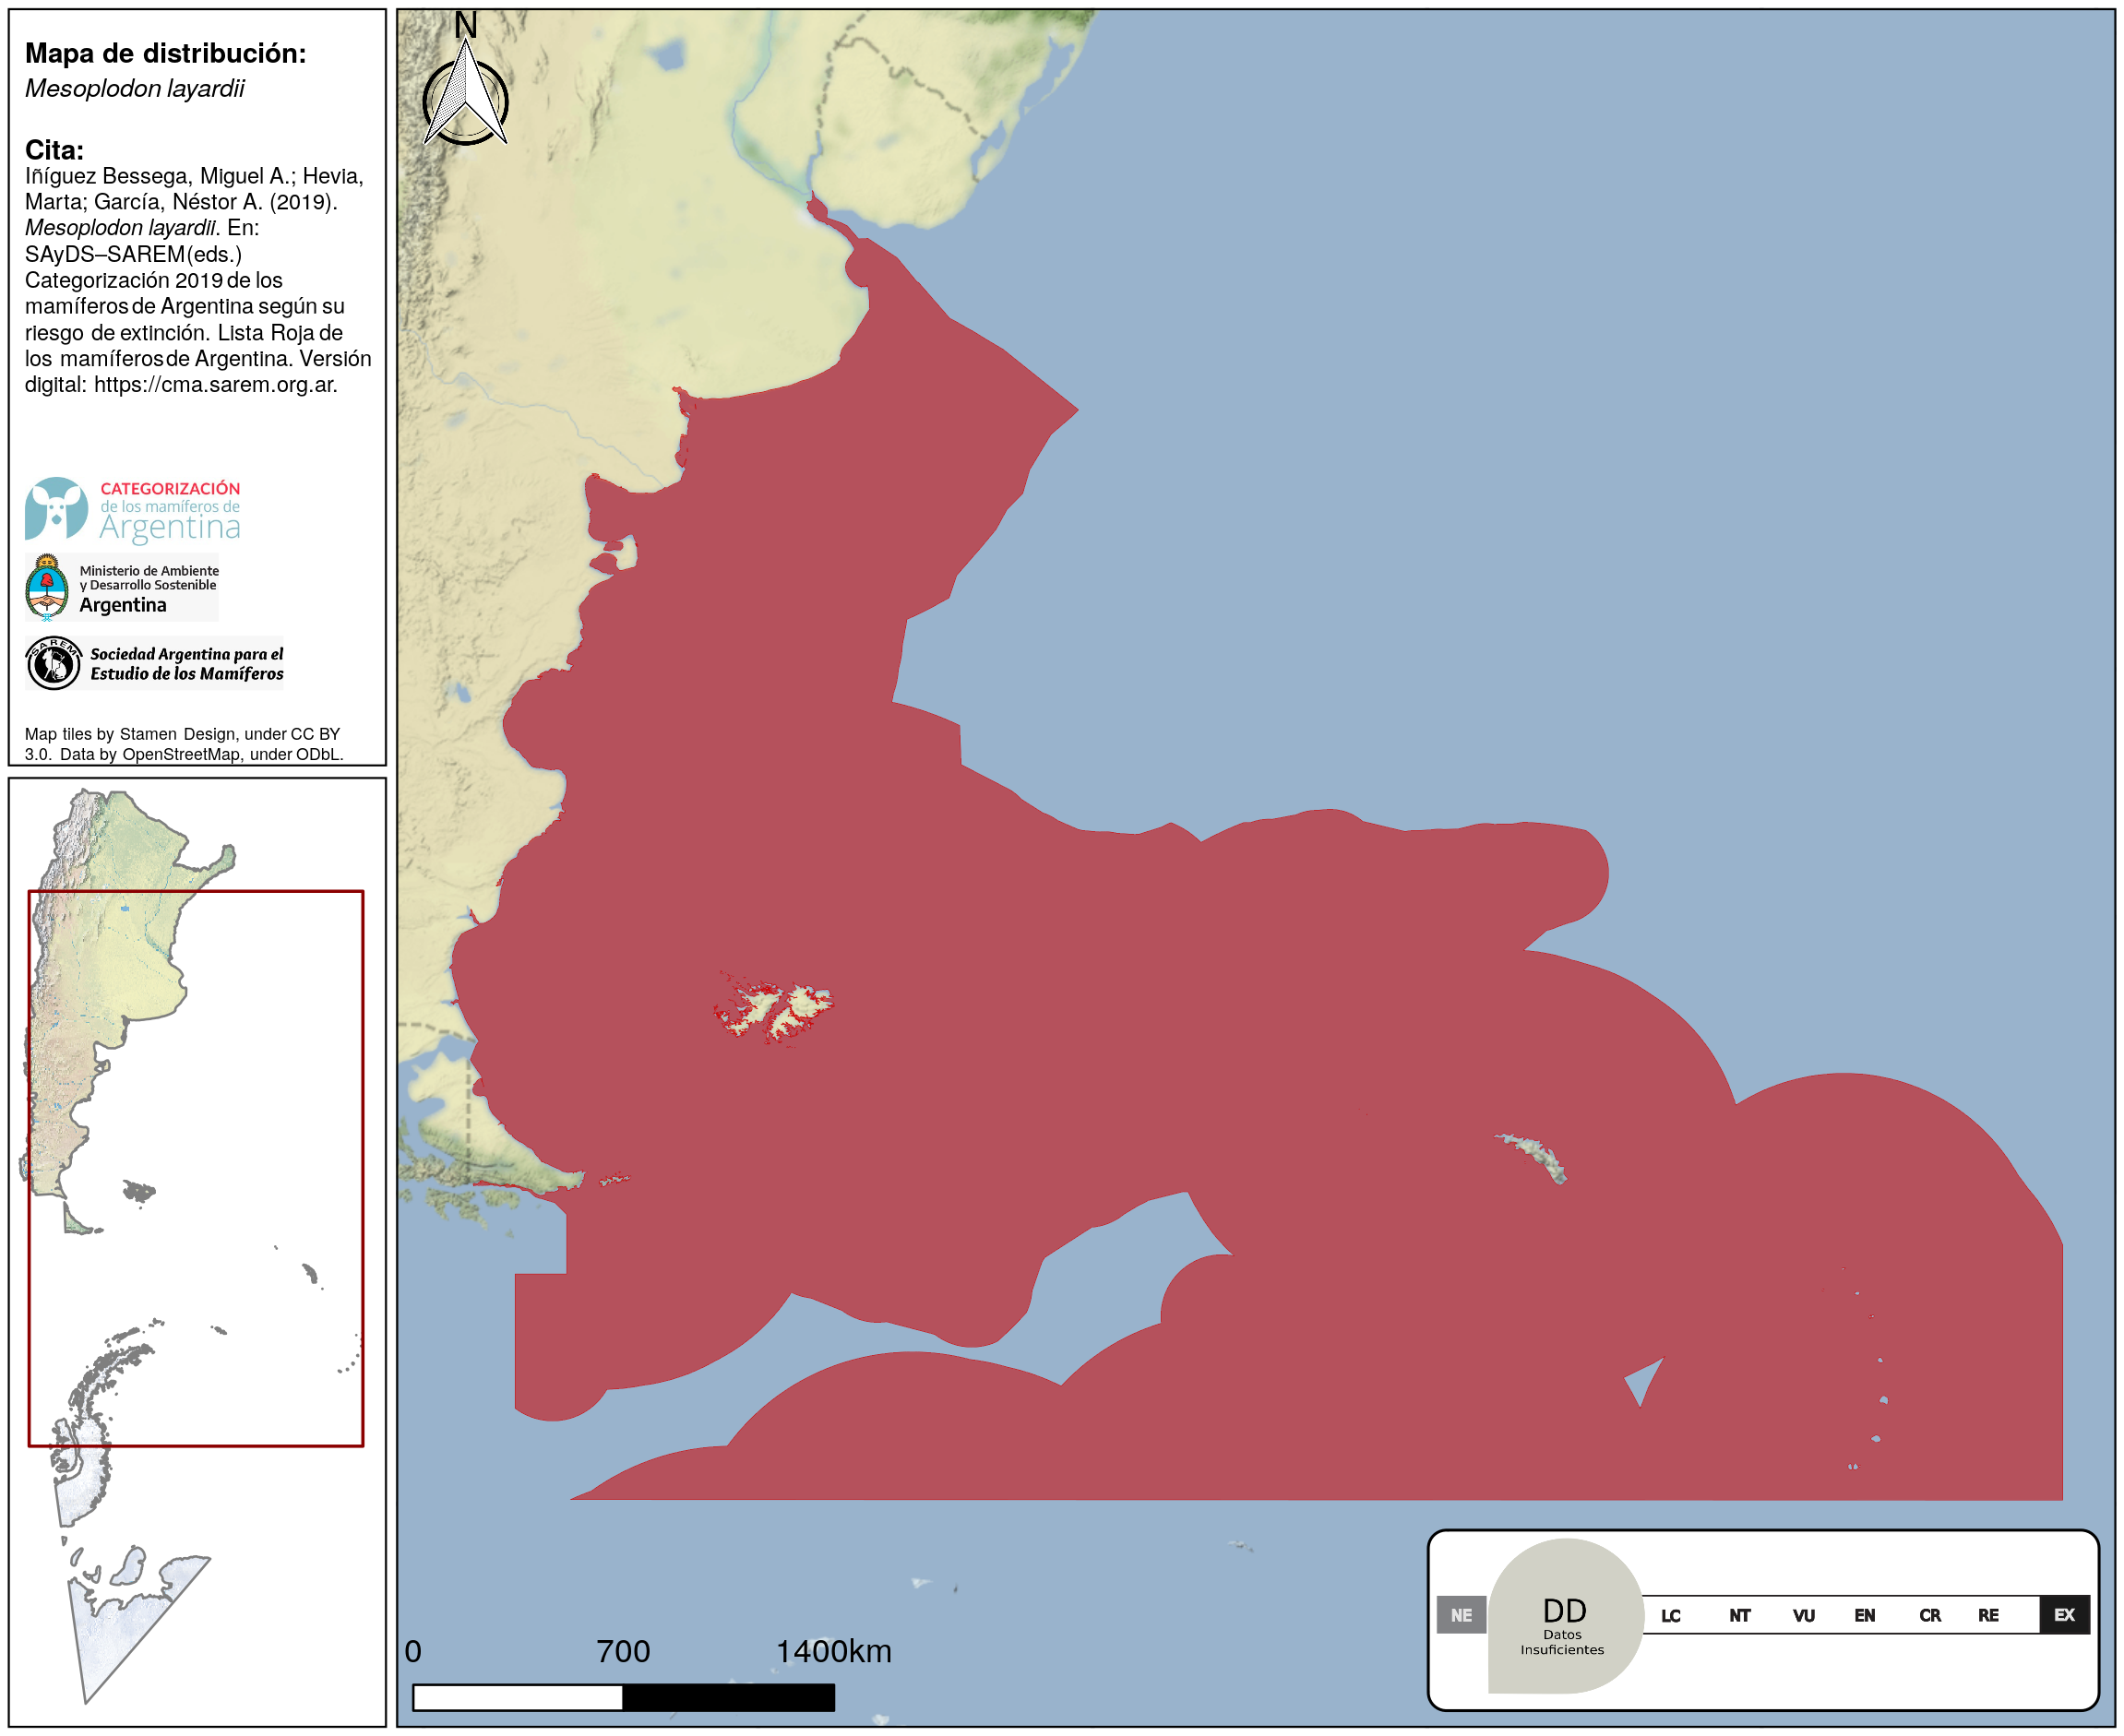 Mapa de distribución:
Mesoplodon layardii
Cita:
Iñíguez Bessega, Miguel A.; Hevia,
Marta; García, Néstor A. (2019).
Mesoplodon layardii. En:
SAyDS–SAREM (eds.)
Categorización 2019 de los
mamíferos de Argentina según su
riesgo de extinción. Lista Roja de
los mamíferos de Argentina. Versión
digital: https://cma.sarem.org.ar.
CATEGORIZACIÓN
de los mamíferos de
Argentina
Ministerio de Ambiente
y Desarrollo Sostenible
Argentina
SAREM
Sociedad Argentina para el
Estudio de los Mamíferos
Map tiles by Stamen Design, under CC BY
3.0. Data by OpenStreetMap, under ODbL.
N
0 700 1400km
NE DD LC NT VU EN CR RE EX
Datos
Insuficientes